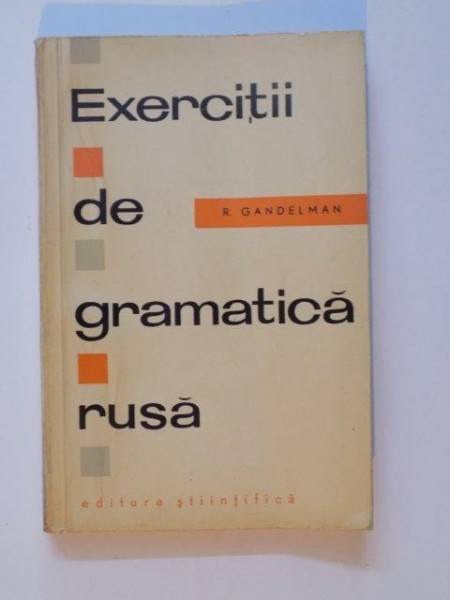 Exerciții
de
R. GANDELMAN
gramatică
rusă
editura științifică